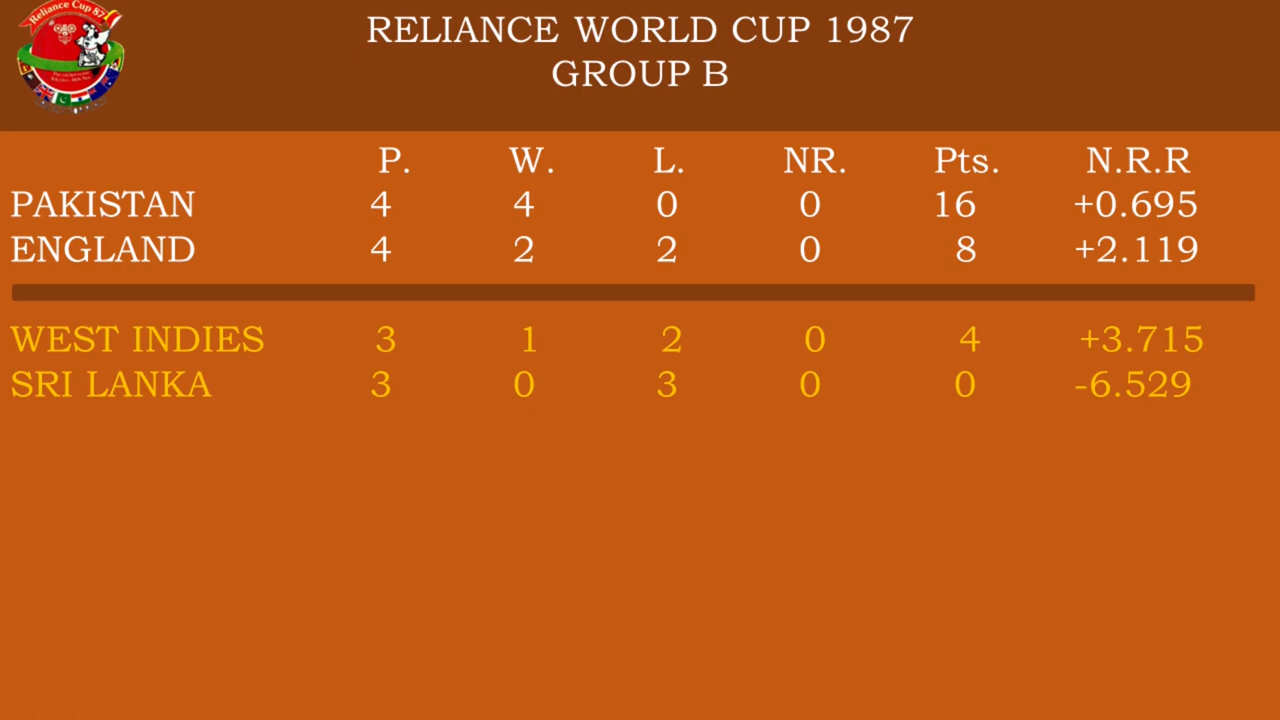 Reliance Cup 87
RELIANCE WORLD CUP 1987
GROUP B
P. W. L. NR. Pts. N.R.R
PAKISTAN 4 4 0 0 16 +0.695
ENGLAND 4 2 2 0 8 +2.119
WEST INDIES 3 1 2 0 4 +3.715
SRI LANKA 3 0 3 0 0 -6.529